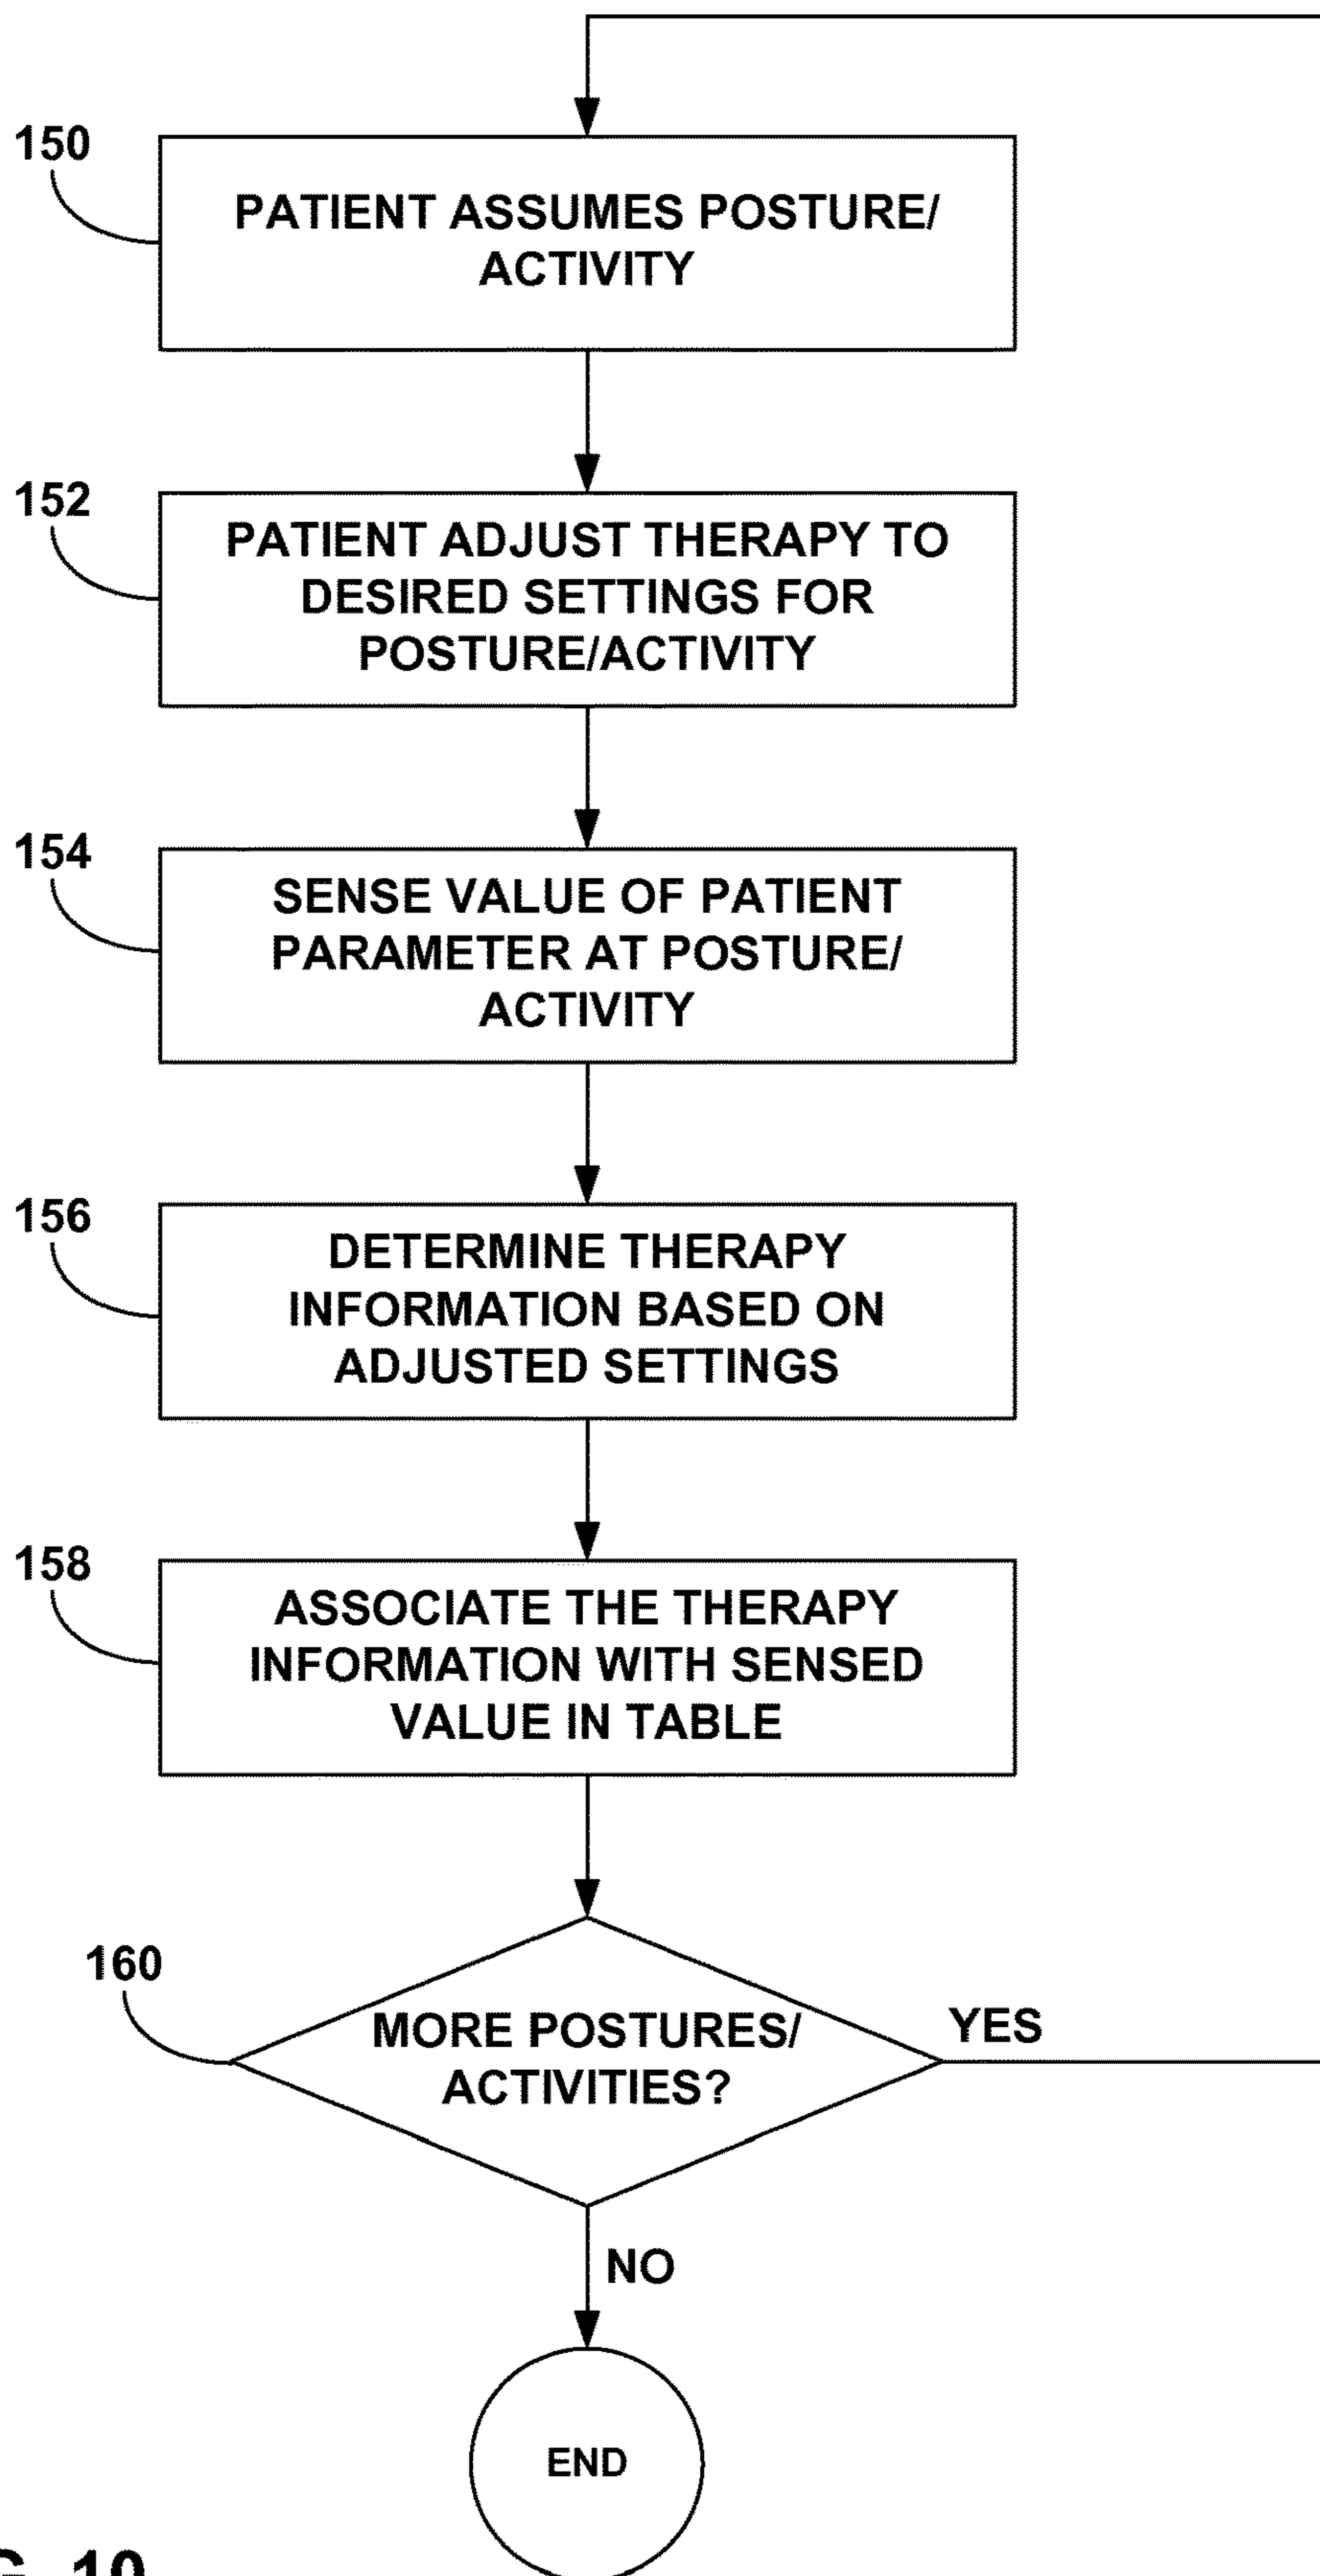 150
PATIENT ASSUMES POSTURE/
ACTIVITY
152
PATIENT ADJUST THERAPY TO
DESIRED SETTINGS FOR
POSTURE/ACTIVITY
154
SENSE VALUE OF PATIENT
PARAMETER AT POSTURE/
ACTIVITY
156
DETERMINE THERAPY
INFORMATION BASED ON
ADJUSTED SETTINGS
158
ASSOCIATE THE THERAPY
INFORMATION WITH SENSED
VALUE IN TABLE
160
MORE POSTURES/
ACTIVITIES?
YES
NO
END